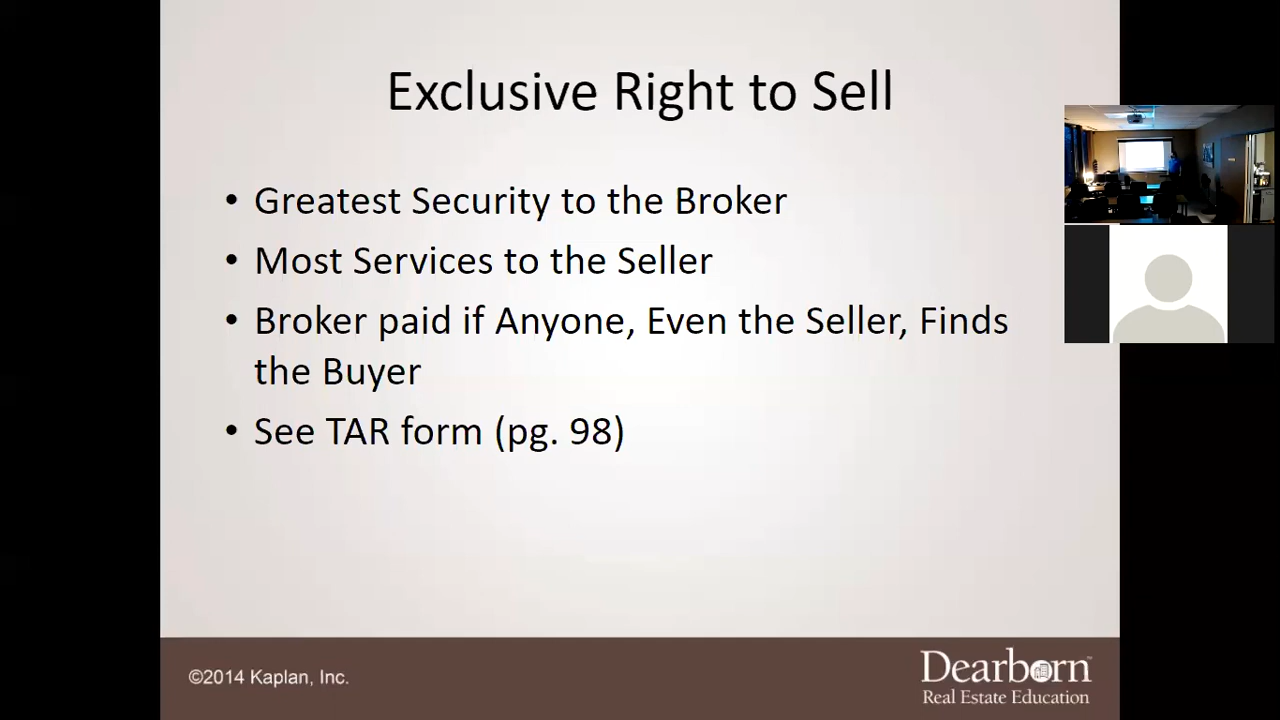 Exclusive Right to Sell
• Greatest Security to the Broker
• Most Services to the Seller
• Broker paid if Anyone, Even the Seller, Finds
the Buyer
• See TAR form (pg. 98)
©2014 Kaplan, Inc.
Dearborn™
Real Estate Education